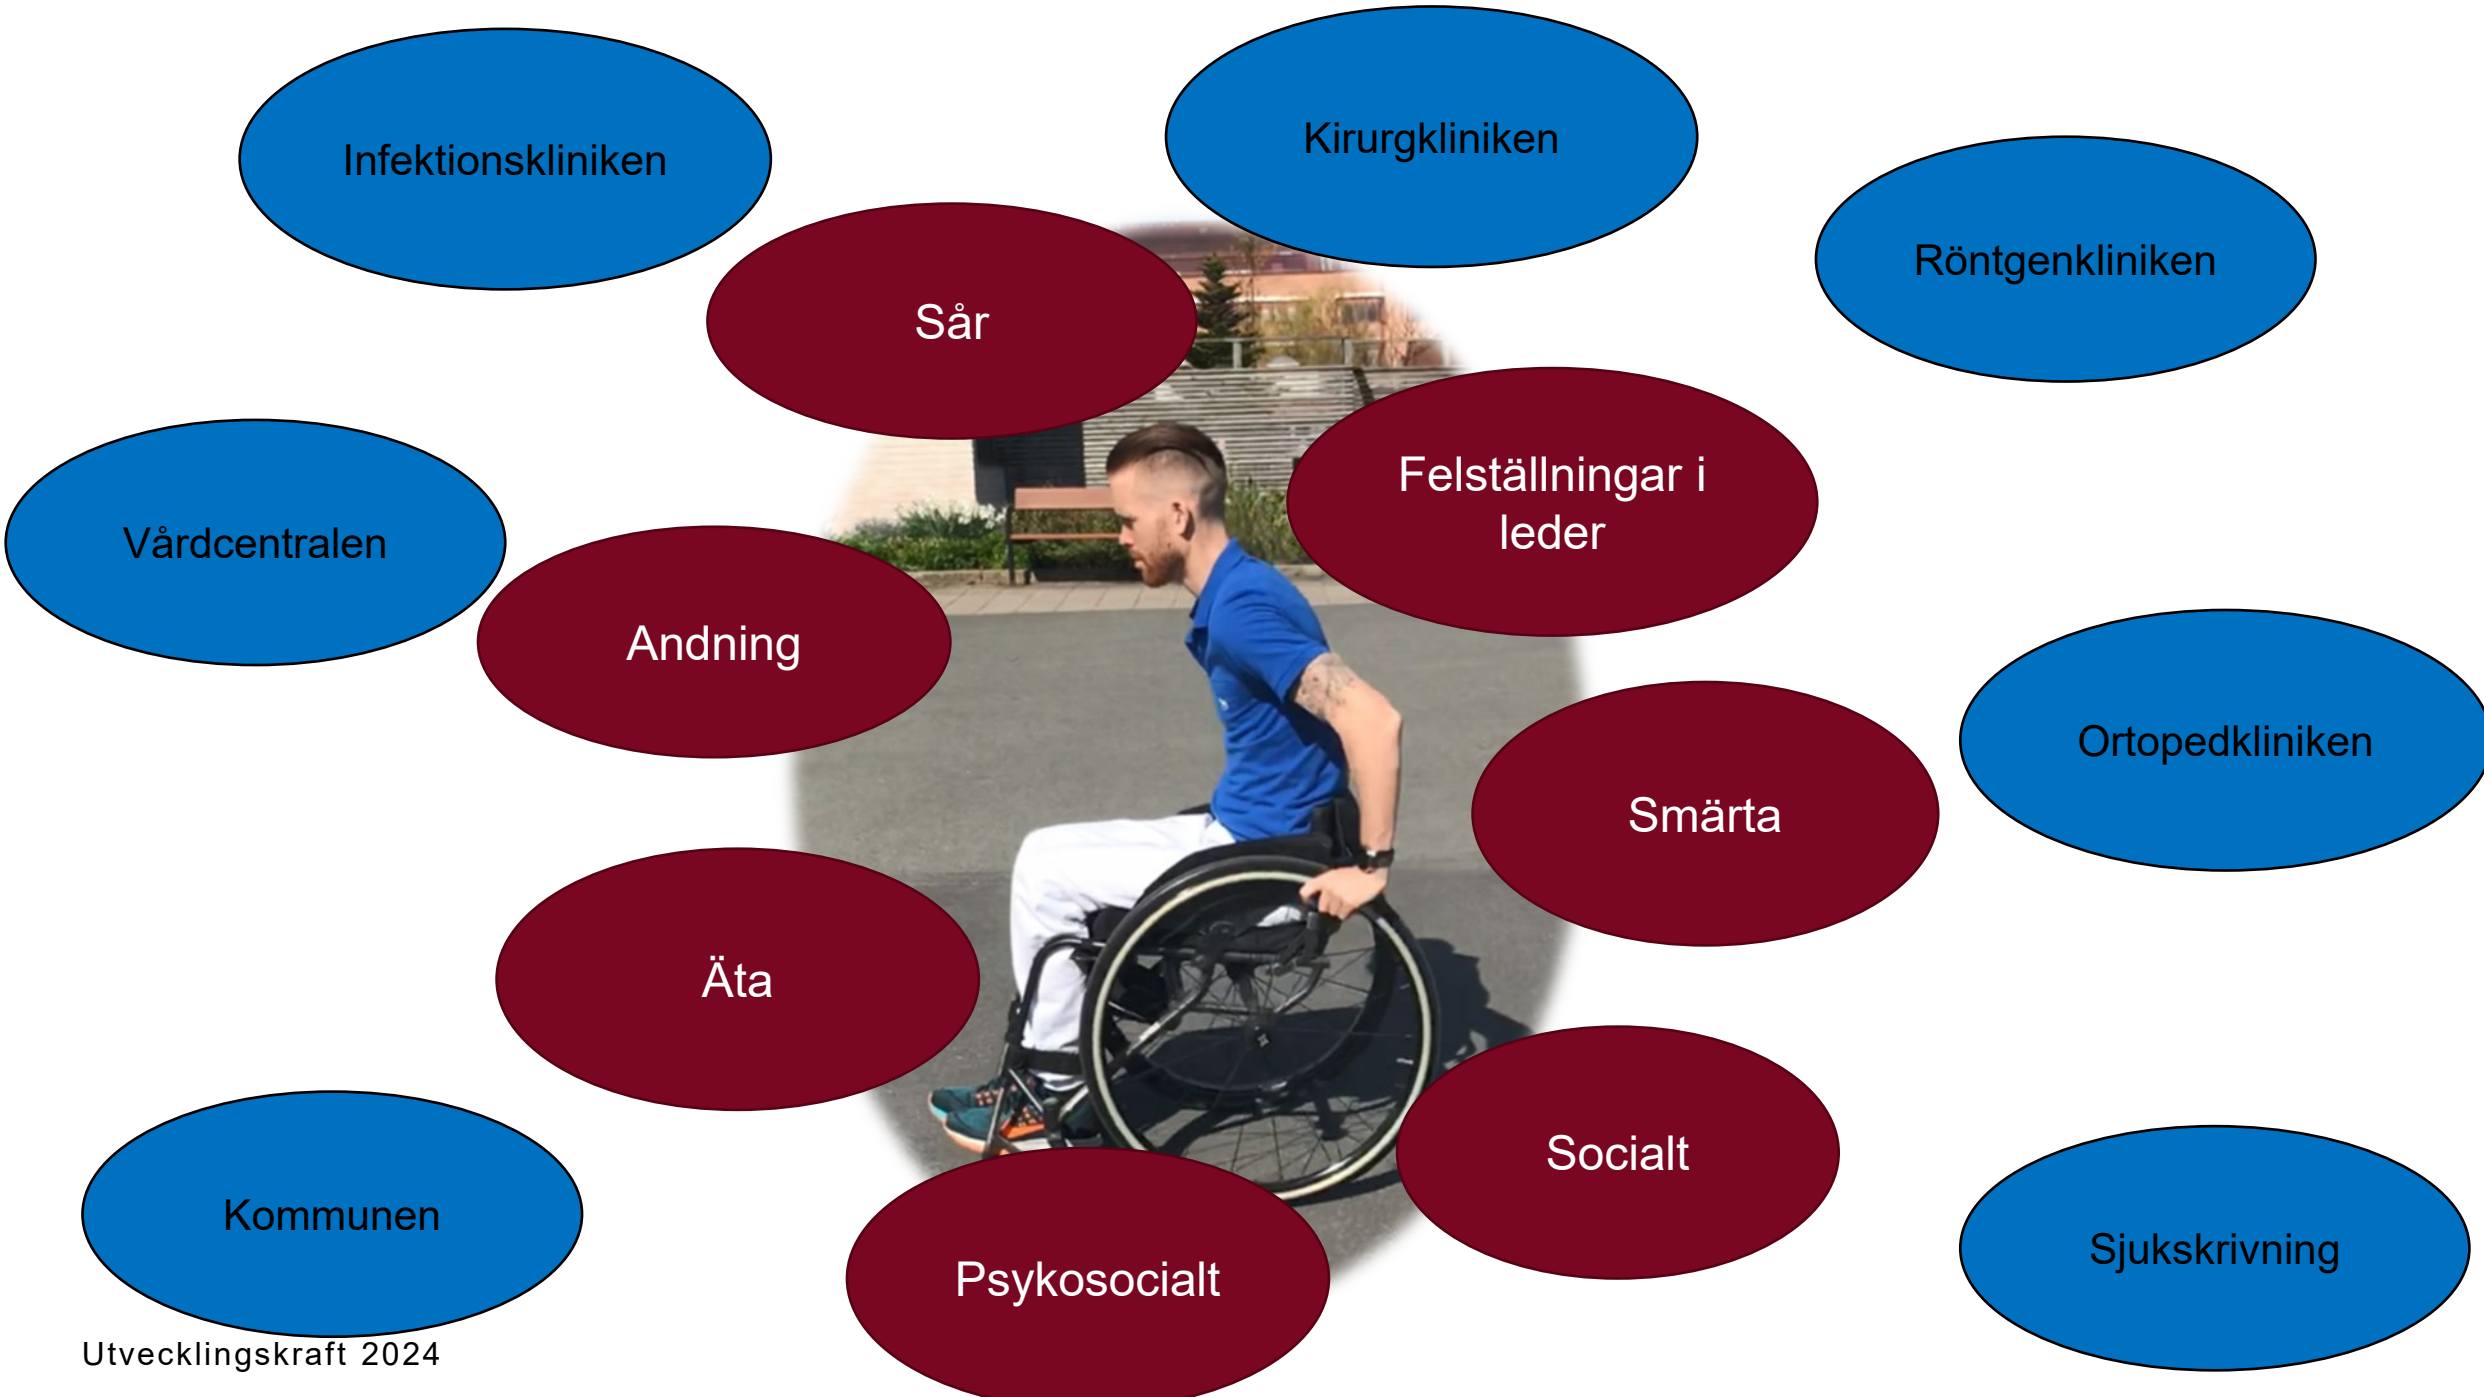 Infektionskliniken
Kirurgkliniken
Röntgenkliniken
Sår
Felställningar i
leder
Vårdcentralen
Andning
Ortopedkliniken
Smärta
Äta
Socialt
Kommunen
Sjukskrivning
Psykosocialt
Utvecklingskraft 2024